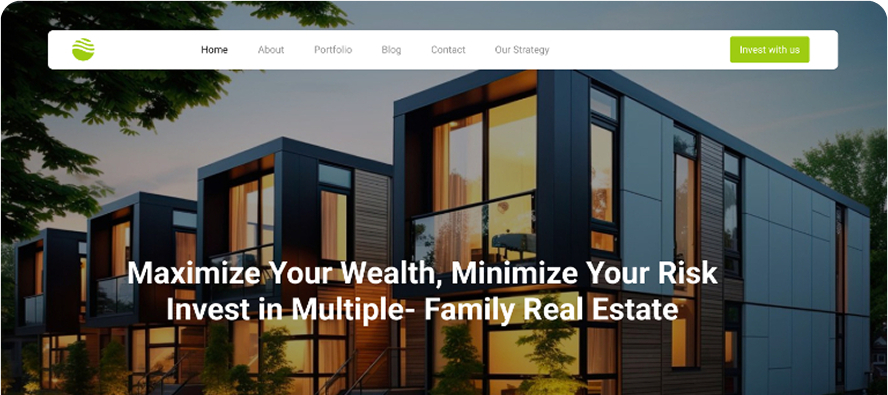 Home
About
Portfolio
Blog
Contact
Our Strategy
Invest with us
Maximize Your Wealth, Minimize Your Risk
Invest in Multiple- Family Real Estate